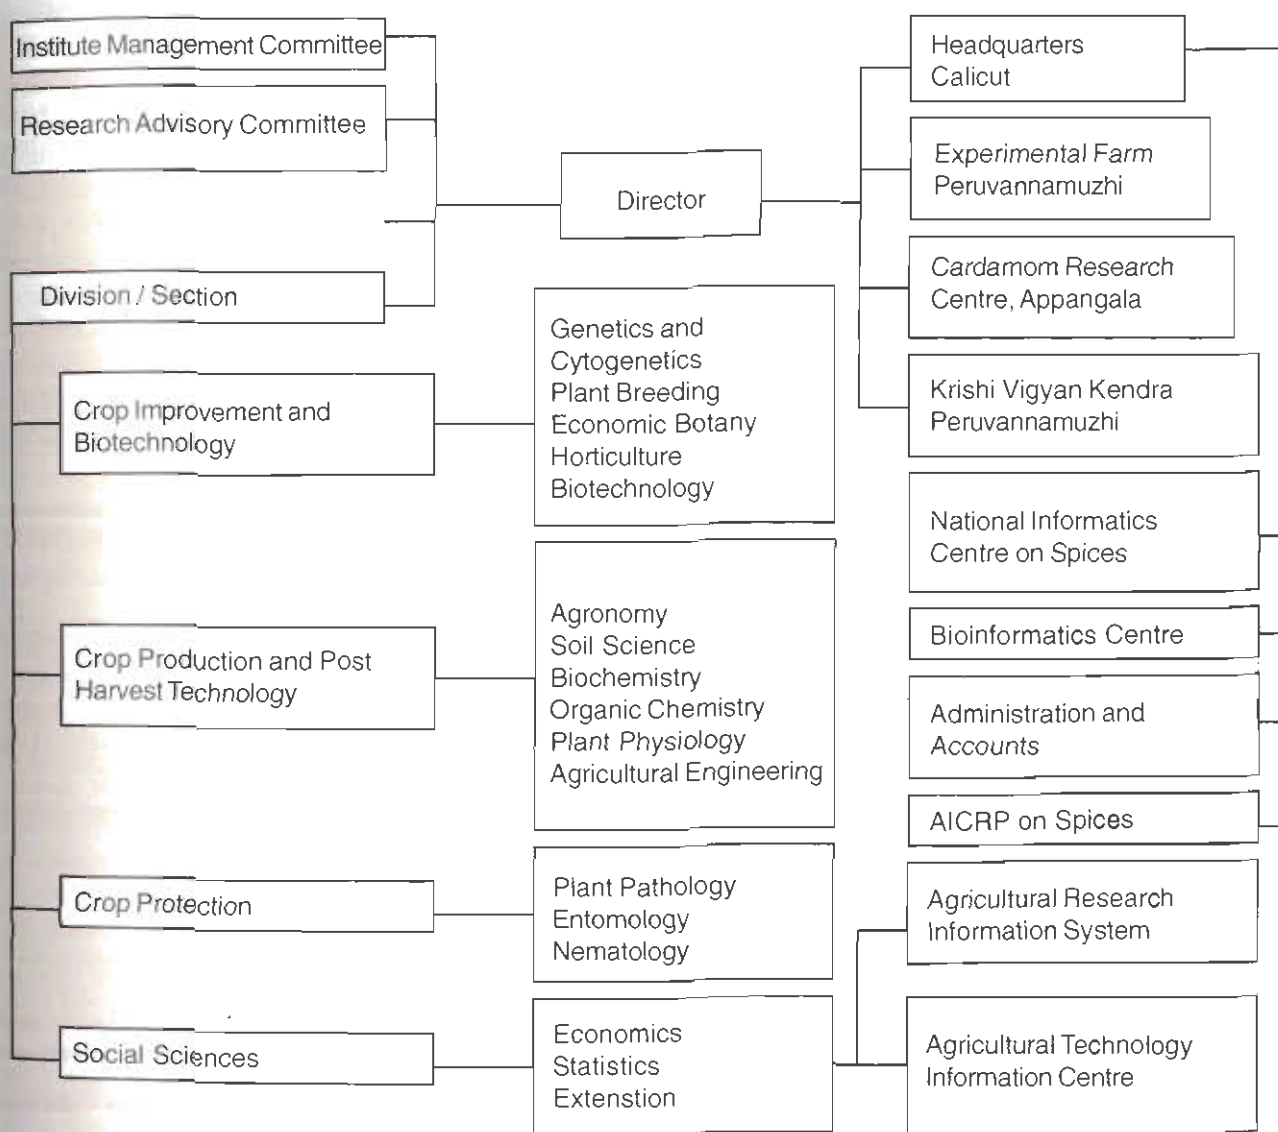 Institute Management Committee
Research Advisory Committee
Division / Section
Crop Improvement and
Biotechnology
Crop Production and Post
Harvest Technology
Crop Protection
Social Sciences
Director
Genetics and
Cytogenetics
Plant Breeding
Economic Botany
Horticulture
Biotechnology
Agronomy
Soil Science
Biochemistry
Organic Chemistry
Plant Physiology
Agricultural Engineering
Plant Pathology
Entomology
Nematology
Economics
Statistics
Extenstion
Headquarters
Calicut
Experimental Farm
Peruvannamuzhi
Cardamom Research
Centre, Appangala
Krishi Vigyan Kendra
Peruvannamuzhi
National Informatics
Centre on Spices
Bioinformatics Centre
Administration and
Accounts
AICRP on Spices
Agricultural Research
Information System
Agricultural Technology
Information Centre